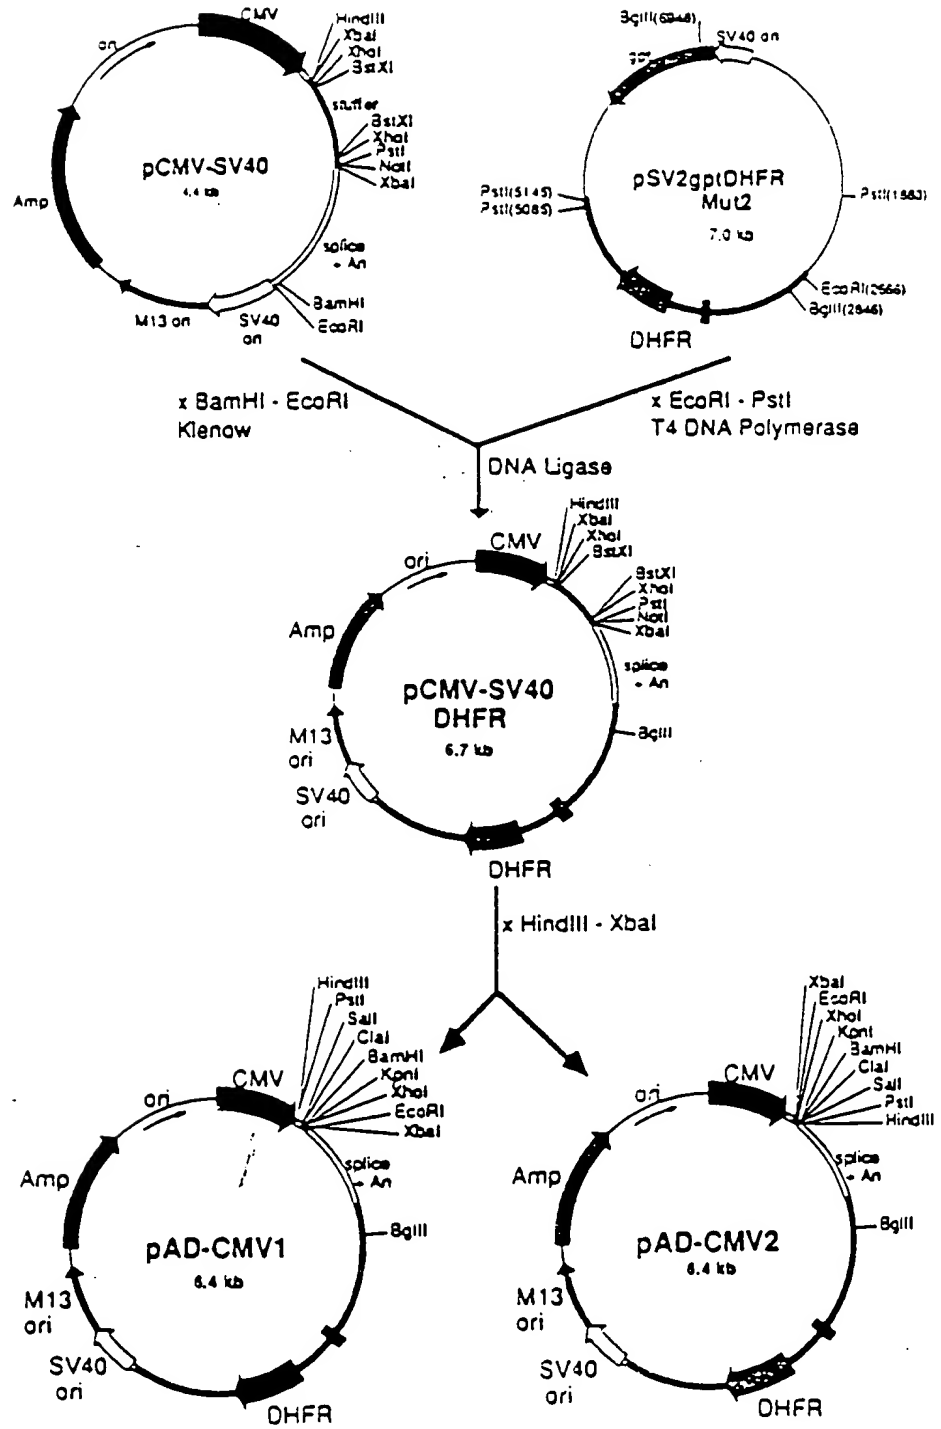 CMV
HindIII
XbaI
XhoI
BstXI
ori
stuffer
BstXI
XhoI
PstI
NotI
XbaI
pCMV-SV40
4.4 kb
Amp
splice
+ An
BamHI
EcoRI
M13 ori
SV40
ori
BglII(6948)
SV40 ori
gpt
pSV2gptDHFR
Mut2
7.0 kb
PstI(5145)
PstI(5085)
PstI(1883)
EcoRI(2566)
BglII(2846)
DHFR
x BamHI - EcoRI
Klenow
x EcoRI - PstI
T4 DNA Polymerase
DNA Ligase
HindIII
XbaI
XhoI
BstXI
CMV
ori
BstXI
XhoI
PstI
NotI
XbaI
Amp
splice
+ An
pCMV-SV40
DHFR
6.7 kb
BglII
M13
ori
SV40
ori
DHFR
x HindIII - XbaI
HindIII
PstI
SalI
ClaI
BamHI
KpnI
XhoI
EcoRI
XbaI
CMV
ori
Amp
splice
+ An
BglII
pAD-CMV1
6.4 kb
M13
ori
SV40
ori
DHFR
XbaI
EcoRI
XhoI
KpnI
BamHI
ClaI
SalI
PstI
HindIII
CMV
ori
Amp
splice
+ An
BglII
pAD-CMV2
6.4 kb
M13
ori
SV40
ori
DHFR